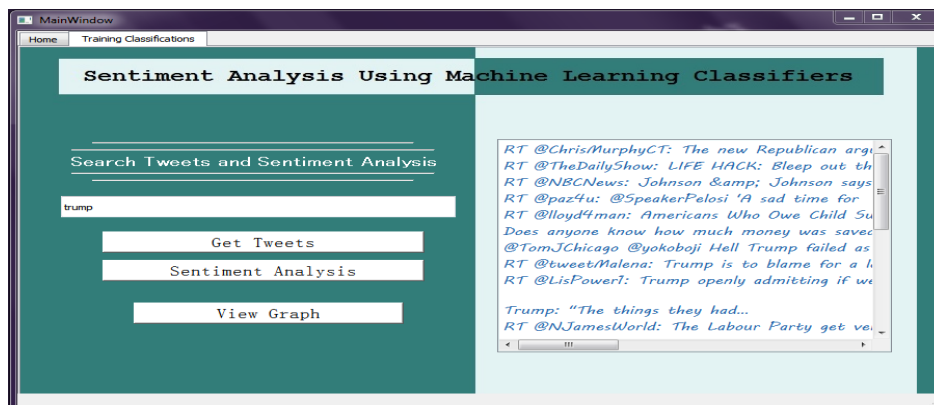 MainWindow
Home Training Classifications
Sentiment Analysis Using Machine Learning Classifiers
Search Tweets and Sentiment Analysis
trump
Get Tweets
Sentiment Analysis
View Graph
RT @ChrisMurphyCT: The new Republican argu
RT @TheDailyShow: LIFE HACK: Bleep out th
RT @NBCNews: Johnson &amp; Johnson says
RT @paz4u: @SpeakerPelosi 'A sad time for
RT @lloyd4man: Americans Who Owe Child Su
Does anyone know how much money was saved
@TomJChicago @yokoboji Hell Trump failed as
RT @tweetMalena: Trump is to blame for a
RT @LisPower1: Trump openly admitting if we
Trump: "The things they had...
RT @NJamesWorld: The Labour Party get ver